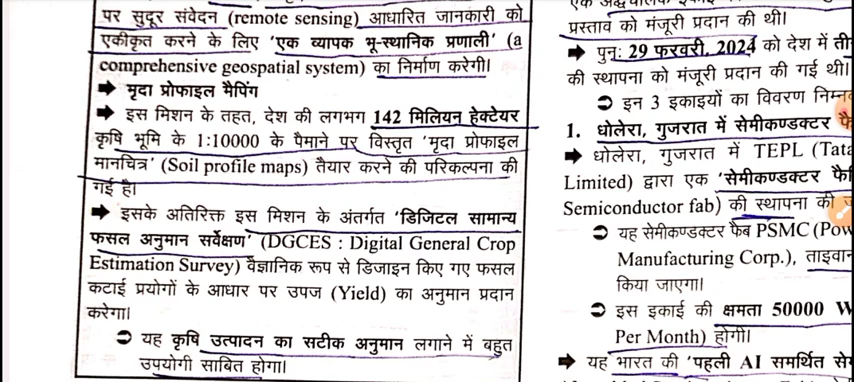 पर सुदूर संवेदन (remote sensing) आधारित जानकारी को
एकीकृत करने के लिए 'एक व्यापक भू-स्थानिक प्रणाली' (a
comprehensive geospatial system) का निर्माण करेगी।
➡ मृदा प्रोफाइल मैपिंग
➡ इस मिशन के तहत, देश की लगभग 142 मिलियन हेक्टेयर
कृषि भूमि के 1:10000 के पैमाने पर विस्तृत 'मृदा प्रोफाइल
मानचित्र' (Soil profile maps) तैयार करने की परिकल्पना की
गई है।
➡ इसके अतिरिक्त इस मिशन के अंतर्गत 'डिजिटल सामान्य
फसल अनुमान सर्वेक्षण' (DGCES : Digital General Crop
Estimation Survey) वैज्ञानिक रूप से डिजाइन किए गए फसल
कटाई प्रयोगों के आधार पर उपज (Yield) का अनुमान प्रदान
करेगा।
➲ यह कृषि उत्पादन का सटीक अनुमान लगाने में बहुत
उपयोगी साबित होगा।
प्रस्ताव को मंजूरी प्रदान की थी।
➡ पुन: 29 फरवरी, 2024 को देश में
की स्थापना को मंजूरी प्रदान की गई थी।
➲ इन 3 इकाइयों का विवरण
1. धोलेरा, गुजरात में सेमीकण्डक्टर
➡ धोलेरा, गुजरात में TEPL (Tata
Limited) द्वारा एक 'सेमीकण्डक्टर
Semiconductor fab) की स्थापना की
➲ यह सेमीकण्डक्टर फैब PSMC (Pow
Manufacturing Corp.), ताइवान
किया जाएगा।
➲ इस इकाई की क्षमता 50000 W
Per Month) होगी।
➡ यह भारत की 'पहली AI समर्थित